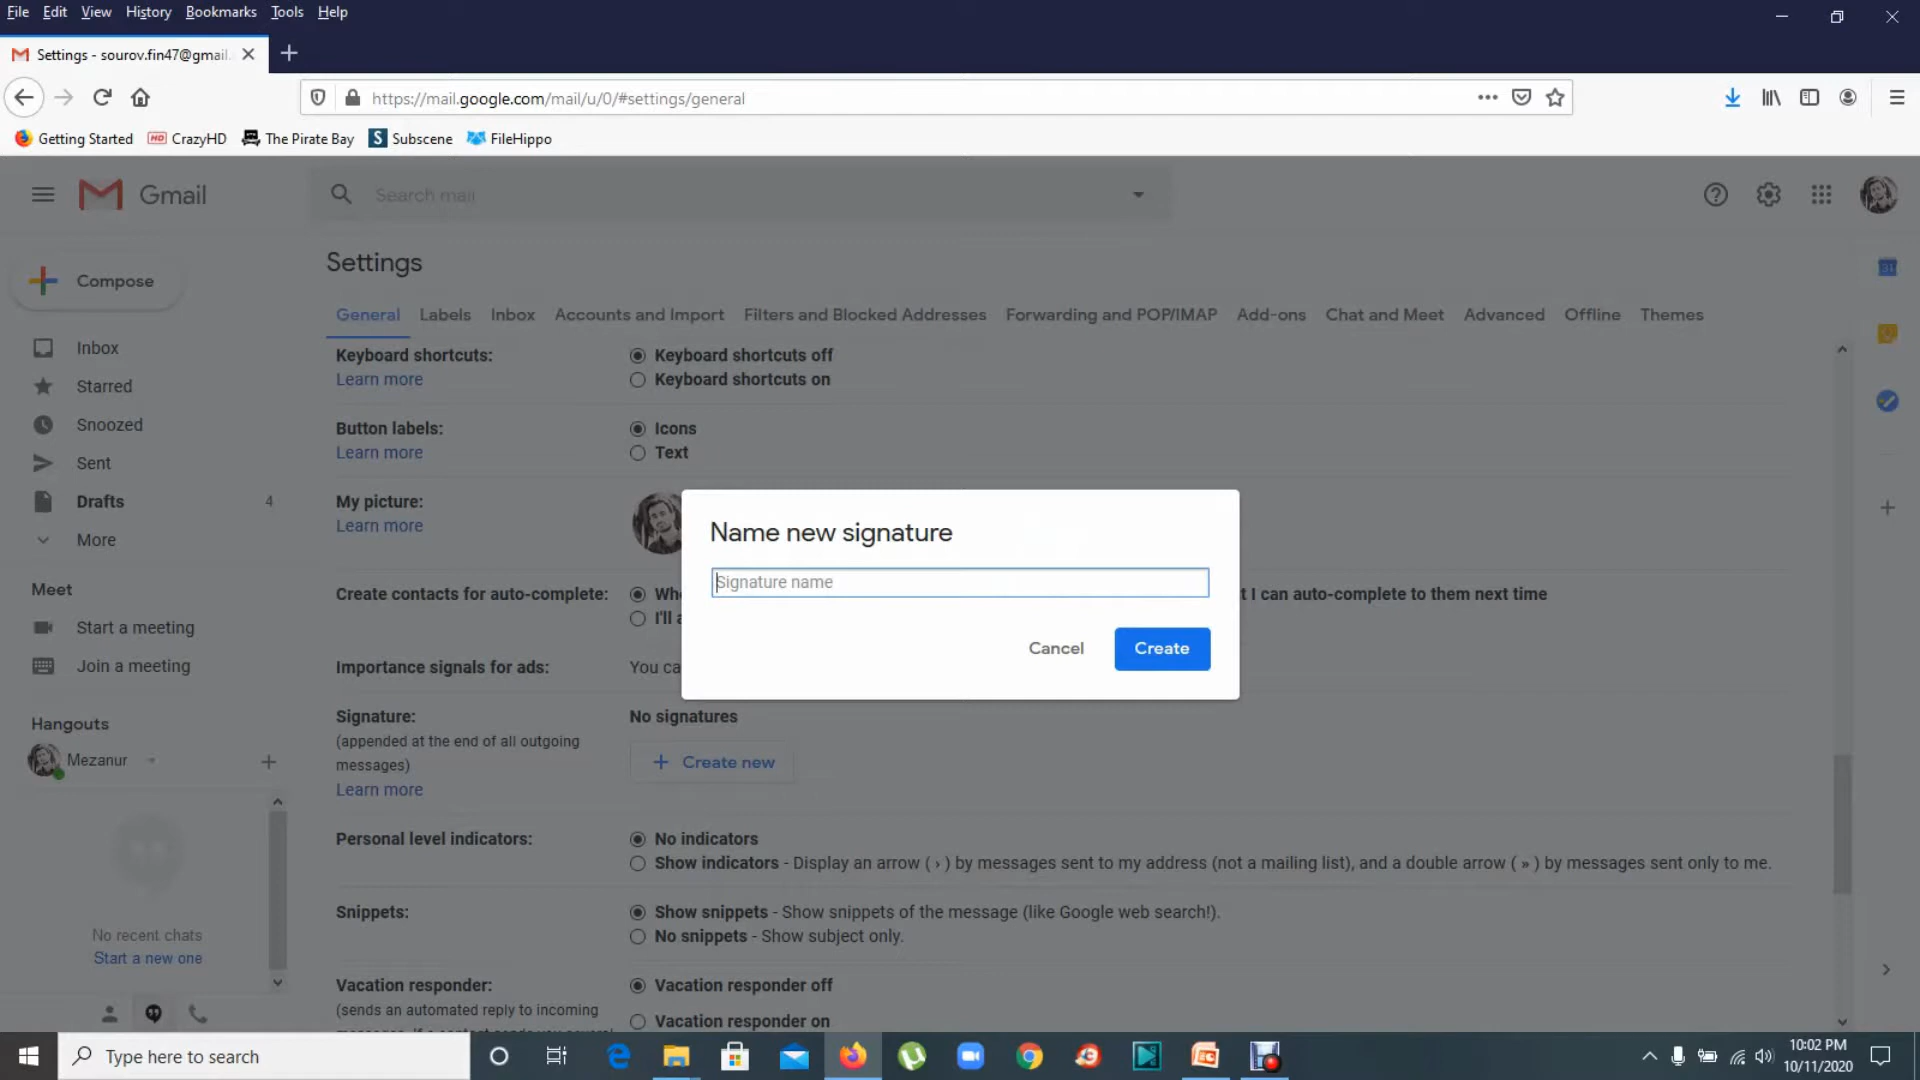 File Edit View History Bookmarks Tools Help
Settings - sourov.fin47@gmail.
https://mail.google.com/mail/u/0/#settings/general
Getting Started CrazyHD The Pirate Bay Subscene FileHippo
Gmail
Search mail
Settings
Compose
General Labels Inbox Accounts and Import Filters and Blocked Addresses Forwarding and POP/IMAP Add-ons Chat and Meet Advanced Offline Themes
Inbox
Starred
Snoozed
Sent
Drafts 4
More
Meet
Start a meeting
Join a meeting
Hangouts
Mezanur
No recent chats
Start a new one
Keyboard shortcuts: Keyboard shortcuts off
Learn more Keyboard shortcuts on
Button labels: Icons
Learn more Text
My picture:
Learn more
Name new signature
Signature name
Cancel Create
Create contacts for auto-complete: Whe t I can auto-complete to them next time
I'll a
Importance signals for ads: You ca
Signature: No signatures
(appended at the end of all outgoing
messages)
Create new
Learn more
Personal level indicators: No indicators
Show indicators - Display an arrow ( › ) by messages sent to my address (not a mailing list), and a double arrow ( » ) by messages sent only to me.
Snippets: Show snippets - Show snippets of the message (like Google web search!).
No snippets - Show subject only.
Vacation responder: Vacation responder off
(sends an automated reply to incoming
Vacation responder on
Type here to search
10:02 PM
10/11/2020